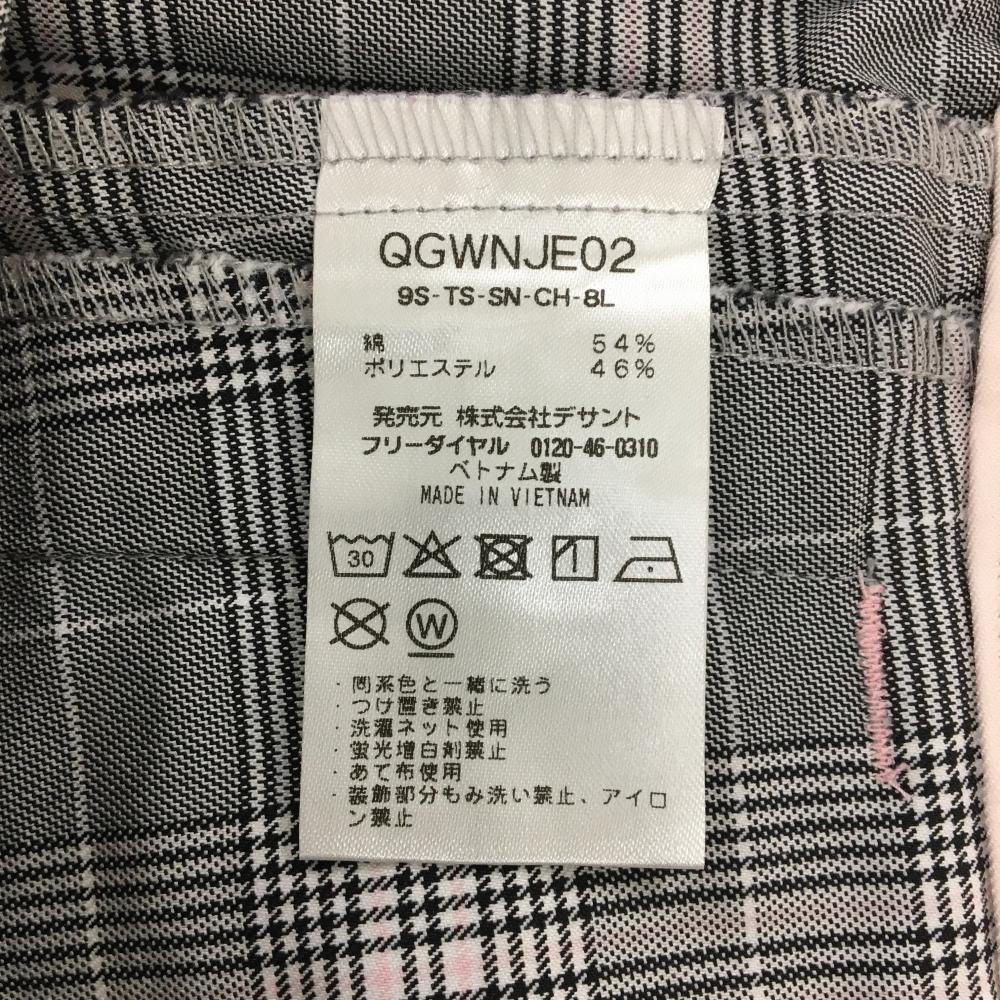 QGWNJE02
9S-TS-SN-CH-8L
綿 54%
ポリエステル 46%
発売元 株式会社デサント
フリーダイヤル 0120-46-0310
ベトナム製
MADE IN VIETNAM
30
W
・同系色と一緒に洗う
・つけ置き禁止
・洗濯ネット使用
・蛍光増白剤禁止
・あて布使用
・装飾部分もみ洗い禁止、アイロ
ン禁止